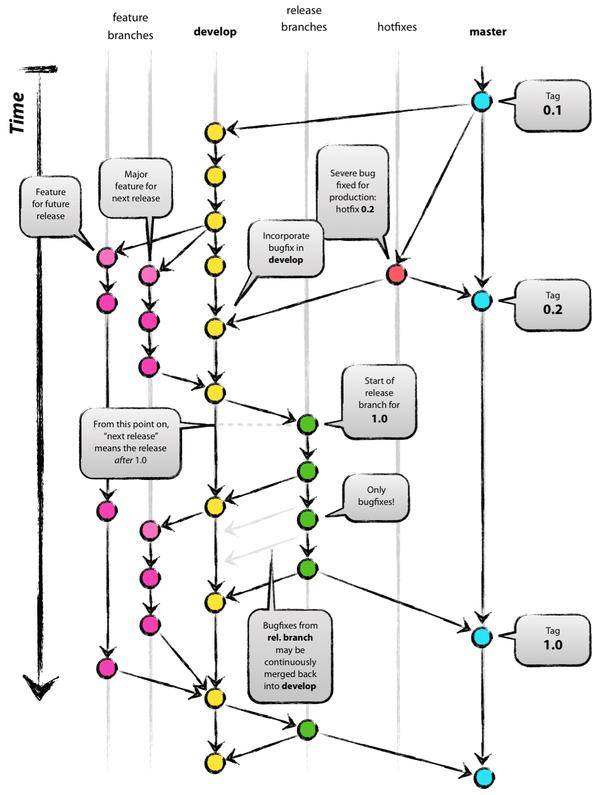 feature
branches
develop
release
branches
hotfixes
master
Time
Tag
0.1
Major
feature for
next release
Severe bug
fixed for
production:
hotfix 0.2
Feature
for future
release
Incorporate
bugfix in
develop
Tag
0.2
Start of
release
branch for
1.0
From this point on,
"next release"
means the release
after 1.0
Only
bugfixes!
Bugfixes from
rel. branch
may be
continuously
merged back
into develop
Tag
1.0